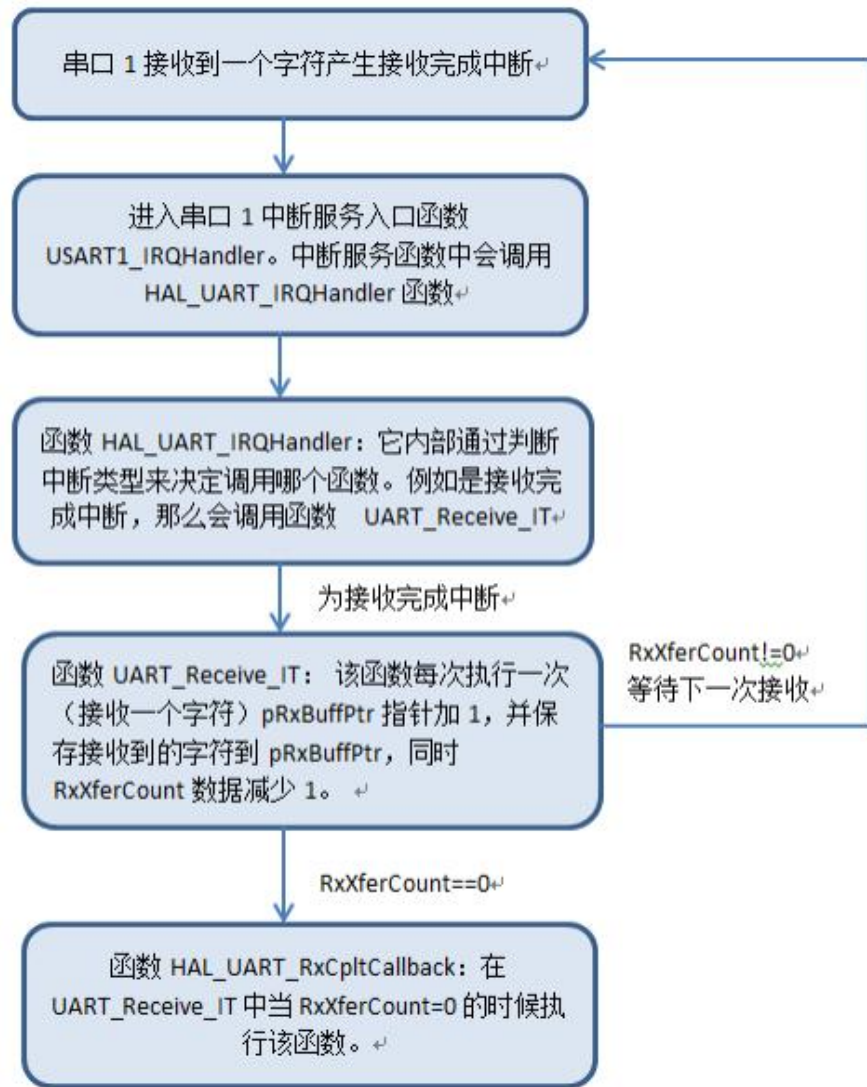 串口 1 接收到一个字符产生接收完成中断↵
进入串口 1 中断服务入口函数
USART1_IRQHandler。中断服务函数中会调用
HAL_UART_IRQHandler 函数↵
函数 HAL_UART_IRQHandler：它内部通过判断
中断类型来决定调用哪个函数。例如是接收完
成中断，那么会调用函数 UART_Receive_IT↵
为接收完成中断↵
函数 UART_Receive_IT： 该函数每次执行一次
（接收一个字符）pRxBuffPtr 指针加 1，并保
存接收到的字符到 pRxBuffPtr，同时
RxXferCount 数据减少 1。 ↵
RxXferCount!=0↵
等待下一次接收↵
RxXferCount==0↵
函数 HAL_UART_RxCpltCallback：在
UART_Receive_IT 中当 RxXferCount=0 的时候执
行该函数。↵